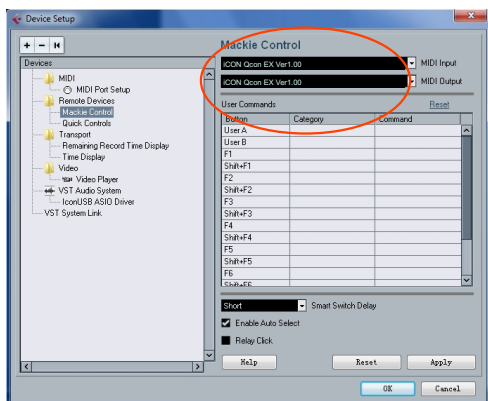 Device Setup
+ - 
Devices
MIDI
MIDI Port Setup
Remote Devices
Mackie Control
Quick Controls
Transport
Remaining Record Time Display
Time Display
Video
Video Player
VST Audio System
IconUSB ASIO Driver
VST System Link
Mackie Control
iCON Qcon EX Ver1.00 MIDI Input
iCON Qcon EX Ver1.00 MIDI Output
User Commands Reset
Button Category Command
User A
User B
F1
Shift+F1
F2
Shift+F2
F3
Shift+F3
F4
Shift+F4
F5
Shift+F5
F6
Shift+F6
Short Smart Switch Delay
Enable Auto Select
Relay Click
Help Reset Apply
OK Cancel